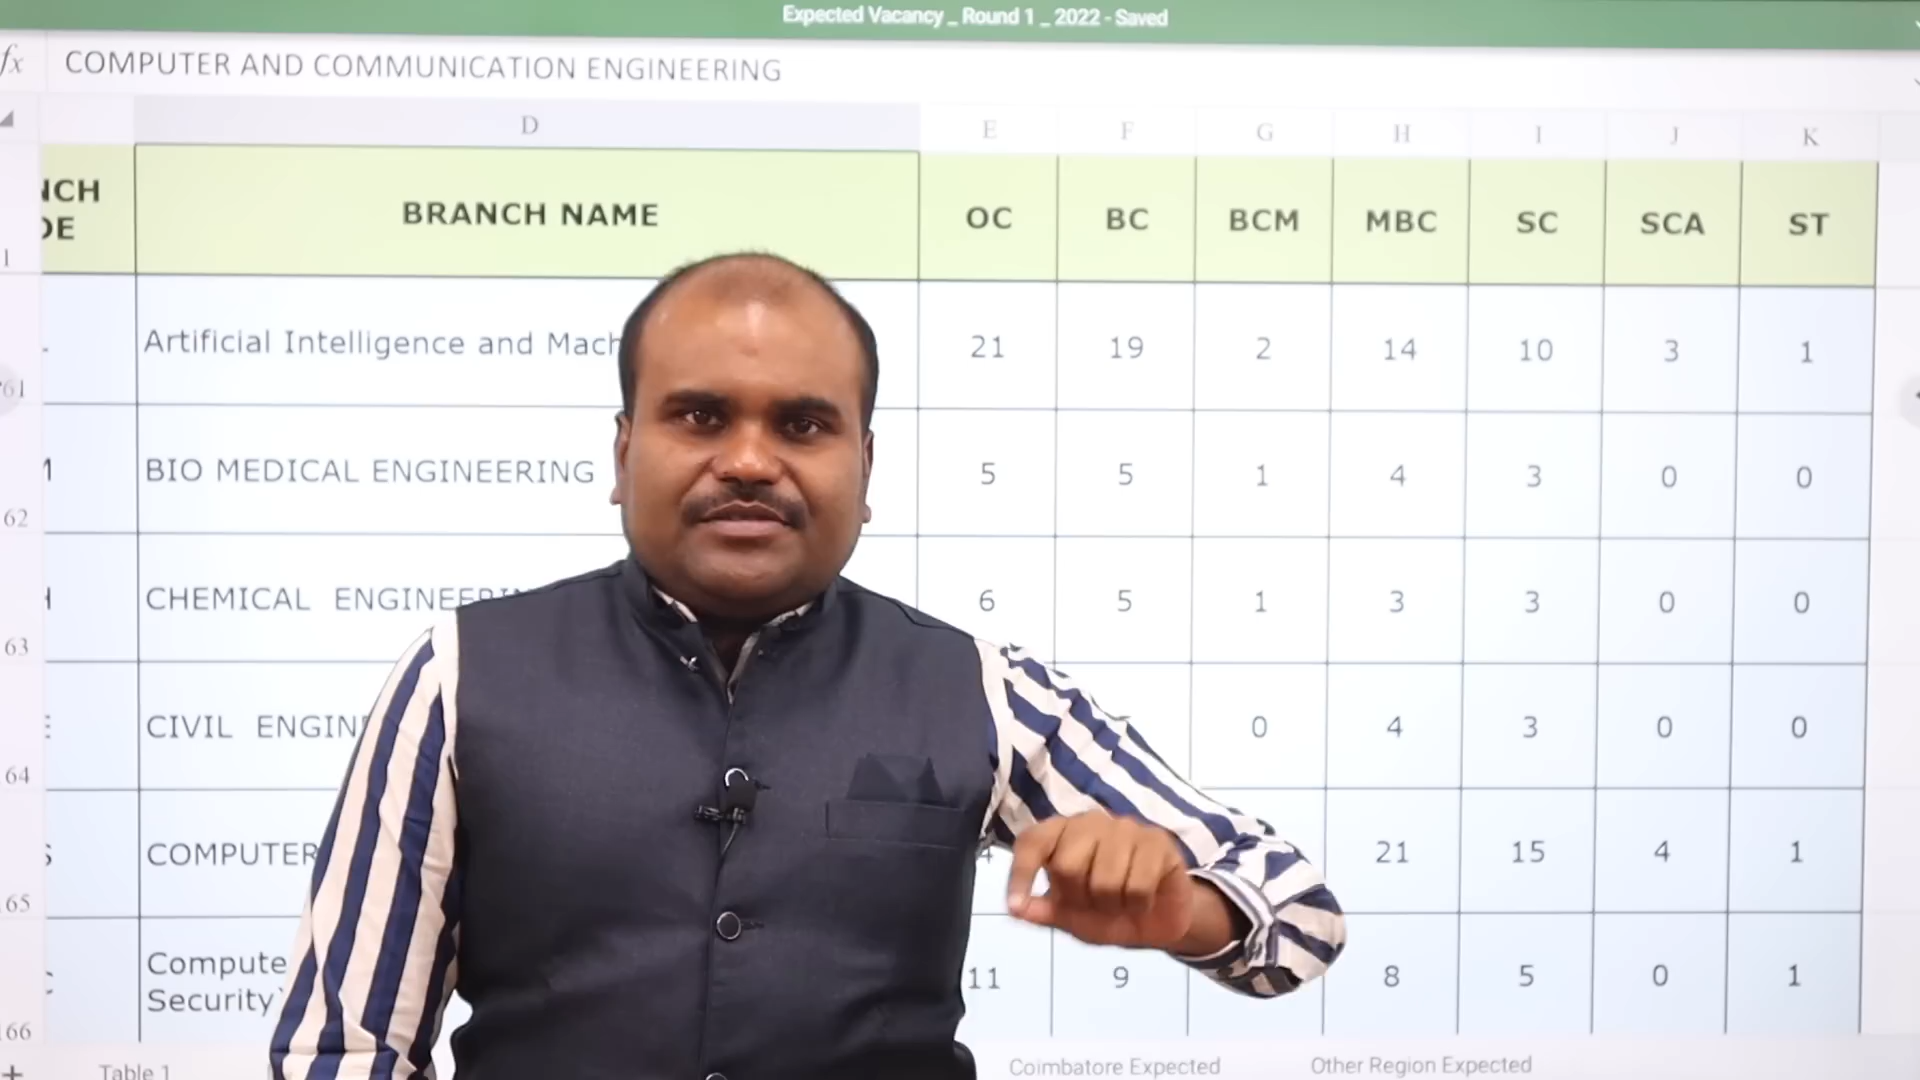 Expected Vacancy _ Round 1 _ 2022 - Saved
fx COMPUTER AND COMMUNICATION ENGINEERING
D E F G H I J K
NCH
DE
BRANCH NAME OC BC BCM MBC SC SCA ST
1
Artificial Intelligence and Mach 21 19 2 14 10 3 1
61
BIO MEDICAL ENGINEERING 5 5 1 4 3 0 0
62
CHEMICAL ENGINEERIN 6 5 1 3 3 0 0
63
CIVIL ENGINE 0 4 3 0 0
64
COMPUTER 4 21 15 4 1
65
Compute
Security 11 9 8 5 0 1
66
+ Table 1 Coimbatore Expected Other Region Expected